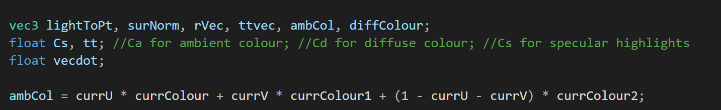 vec3 lightToPt, surNorm, rVec, ttvec, ambCol, diffColour;
float Cs, tt; //Ca for ambient colour; //Cd for diffuse colour; //Cs for specular highlights
float vecdot;
ambCol = currU * currColour + currV * currColour1 + (1 - currU - currV) * currColour2;